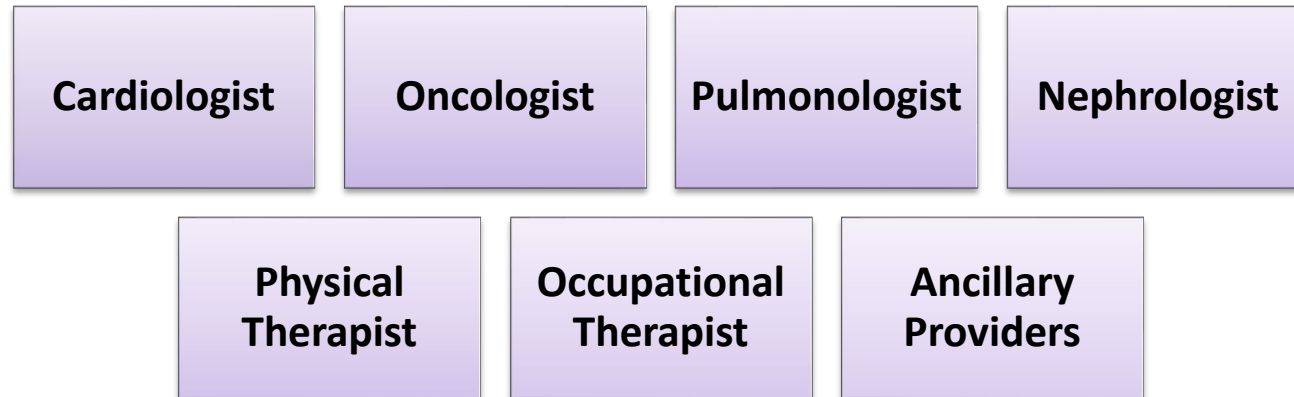 Cardiologist
Oncologist
Pulmonologist
Nephrologist
Physical
Therapist
Occupational
Therapist
Ancillary
Providers